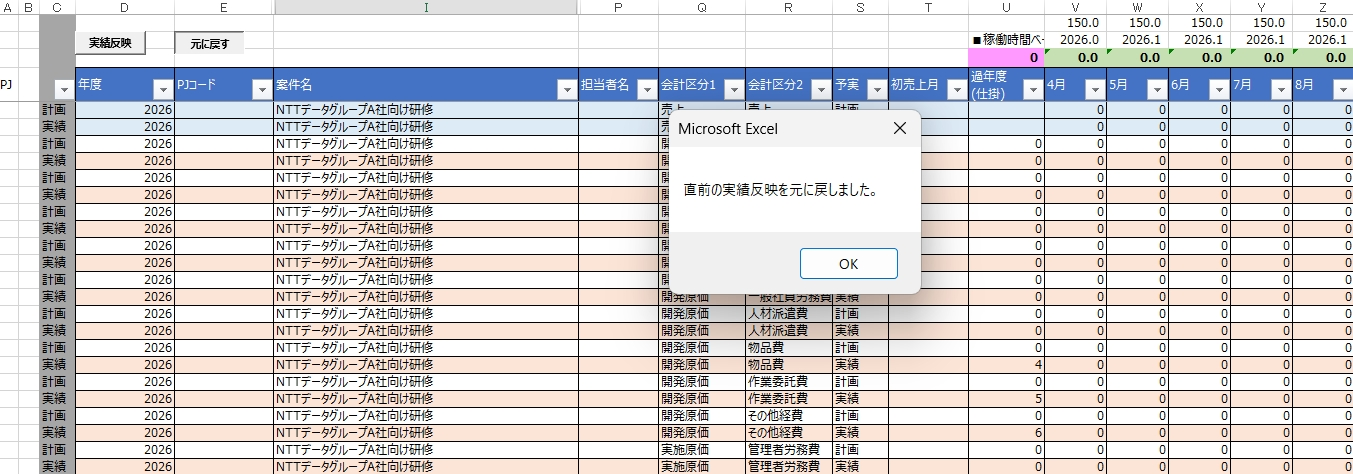 A B C D E I P Q R S T U V W X Y Z
150.0 150.0 150.0 150.0 150.0
実績反映 元に戻す ■稼働時間ベー 2026.0 2026.1 2026.1 2026.1 2026.1
0 0.0 0.0 0.0 0.0 0.0
PJ 年度 PJコード 案件名 担当者名 会計区分1 会計区分2 予実 初売上月 過年度(仕掛) 4月 5月 6月 7月 8月
計画 2026 NTTデータグループA社向け研修 売上 売上 計画 0 0 0 0 0
実績 2026 NTTデータグループA社向け研修 0 0 0 0 0
計画 2026 NTTデータグループA社向け研修 0 0 0 0 0 0
実績 2026 NTTデータグループA社向け研修 0 0 0 0 0 0
計画 2026 NTTデータグループA社向け研修 0 0 0 0 0 0
実績 2026 NTTデータグループA社向け研修 0 0 0 0 0 0
計画 2026 NTTデータグループA社向け研修 0 0 0 0 0 0
実績 2026 NTTデータグループA社向け研修 0 0 0 0 0 0
計画 2026 NTTデータグループA社向け研修 0 0 0 0 0 0
実績 2026 NTTデータグループA社向け研修 0 0 0 0 0 0
計画 2026 NTTデータグループA社向け研修 0 0 0 0 0 0
実績 2026 NTTデータグループA社向け研修 開発原価 一般社員労務費 実績 0 0 0 0 0 0
計画 2026 NTTデータグループA社向け研修 開発原価 人材派遣費 計画 0 0 0 0 0 0
実績 2026 NTTデータグループA社向け研修 開発原価 人材派遣費 実績 0 0 0 0 0 0
計画 2026 NTTデータグループA社向け研修 開発原価 物品費 計画 0 0 0 0 0 0
実績 2026 NTTデータグループA社向け研修 開発原価 物品費 実績 4 0 0 0 0 0
計画 2026 NTTデータグループA社向け研修 開発原価 作業委託費 計画 0 0 0 0 0 0
実績 2026 NTTデータグループA社向け研修 開発原価 作業委託費 実績 5 0 0 0 0 0
計画 2026 NTTデータグループA社向け研修 開発原価 その他経費 計画 0 0 0 0 0 0
実績 2026 NTTデータグループA社向け研修 開発原価 その他経費 実績 6 0 0 0 0 0
計画 2026 NTTデータグループA社向け研修 実施原価 管理者労務費 計画 0 0 0 0 0 0
実績 2026 NTTデータグループA社向け研修 実施原価 管理者労務費 実績 0 0 0 0 0 0
Microsoft Excel
直前の実績反映を元に戻しました。
OK